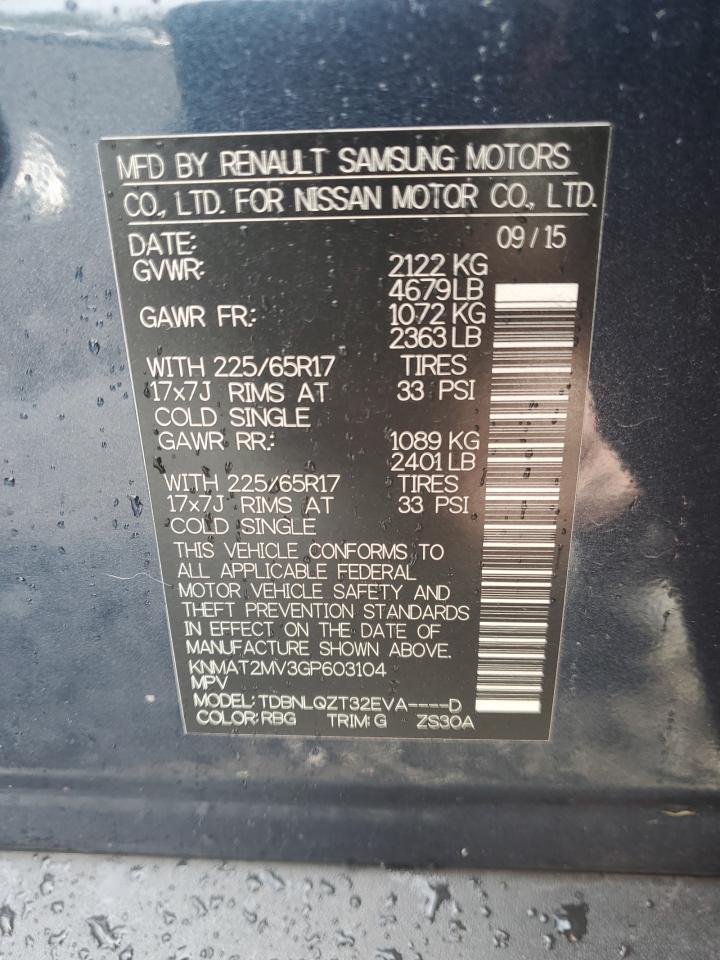 MFD BY RENAULT SAMSUNG MOTORS
CO., LTD. FOR NISSAN MOTOR CO., LTD.
DATE: 09/15
GVWR: 2122 KG
4679 LB
GAWR FR.: 1072 KG
2363 LB
WITH 225/65R17 TIRES
17x7J RIMS AT 33 PSI
COLD SINGLE
GAWR RR.: 1089 KG
2401 LB
WITH 225/65R17 TIRES
17x7J RIMS AT 33 PSI
COLD SINGLE
THIS VEHICLE CONFORMS TO
ALL APPLICABLE FEDERAL
MOTOR VEHICLE SAFETY AND
THEFT PREVENTION STANDARDS
IN EFFECT ON THE DATE OF
MANUFACTURE SHOWN ABOVE.
KNMAT2MV3GP603104
MPV
MODEL: TDBNLQZT32EVA----D
COLOR: RBG TRIM: G ZS30A